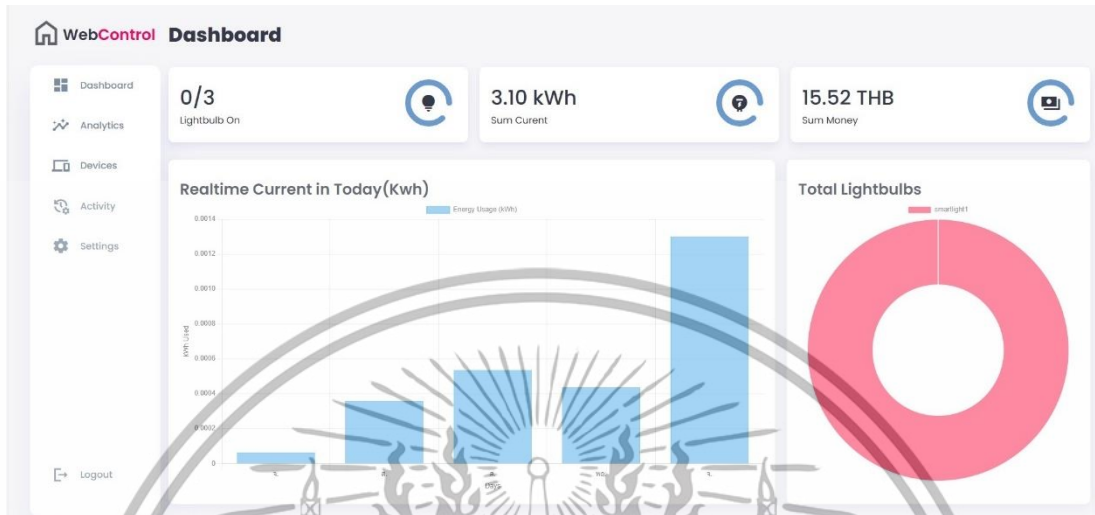 WebControl
Dashboard
Dashboard
Analytics
Devices
Activity
Settings
Logout
0/3
Lightbulb On
3.10 kWh
Sum Curent
15.52 THB
Sum Money
Realtime Current in Today(Kwh)
Energy Usage (kWh)
0.0014
0.0012
0.0010
0.0008
0.0006
0.0004
0.0002
0
kWh Used
Days
Total Lightbulbs
smartlight1